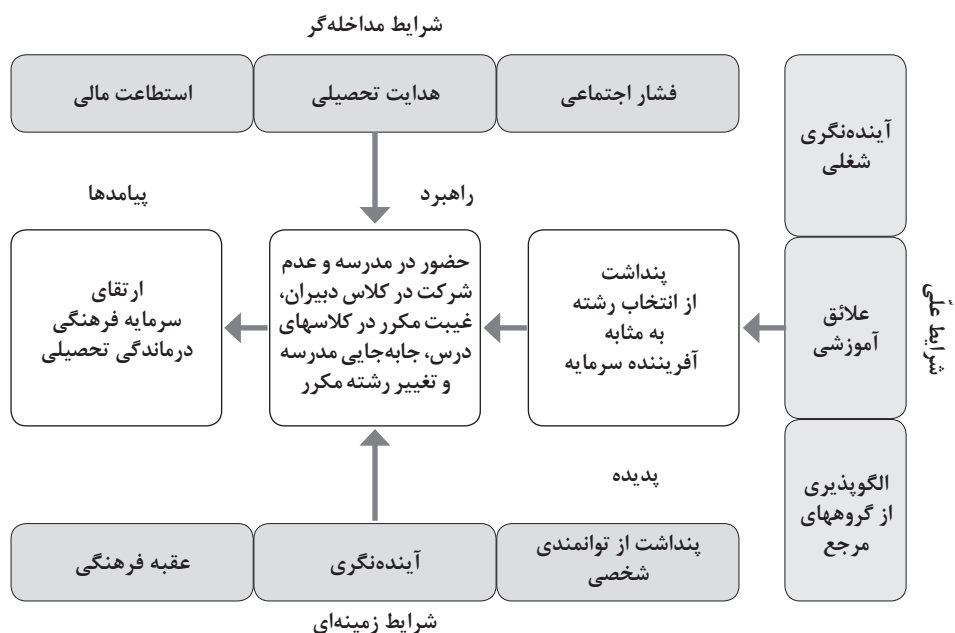 شرایط مداخله‌گر
فشار اجتماعی
هدایت تحصیلی
استطاعت مالی
آینده‌نگری
شغلی
علائق
آموزشی
الگوپذیری
از گروههای
مرجع
شرایط علّی
راهبرد
پیامدها
پنداشت
از انتخاب رشته
به مثابه
آفریننده سرمایه
حضور در مدرسه و عدم
شرکت در کلاس دبیران،
غیبت مکرر در کلاسهای
درس، جابه‌جایی مدرسه
و تغییر رشته مکرر
ارتقای
سرمایه فرهنگی
درماندگی تحصیلی
پدیده
پنداشت از توانمندی
شخصی
آینده‌نگری
عقبه فرهنگی
شرایط زمینه‌ای